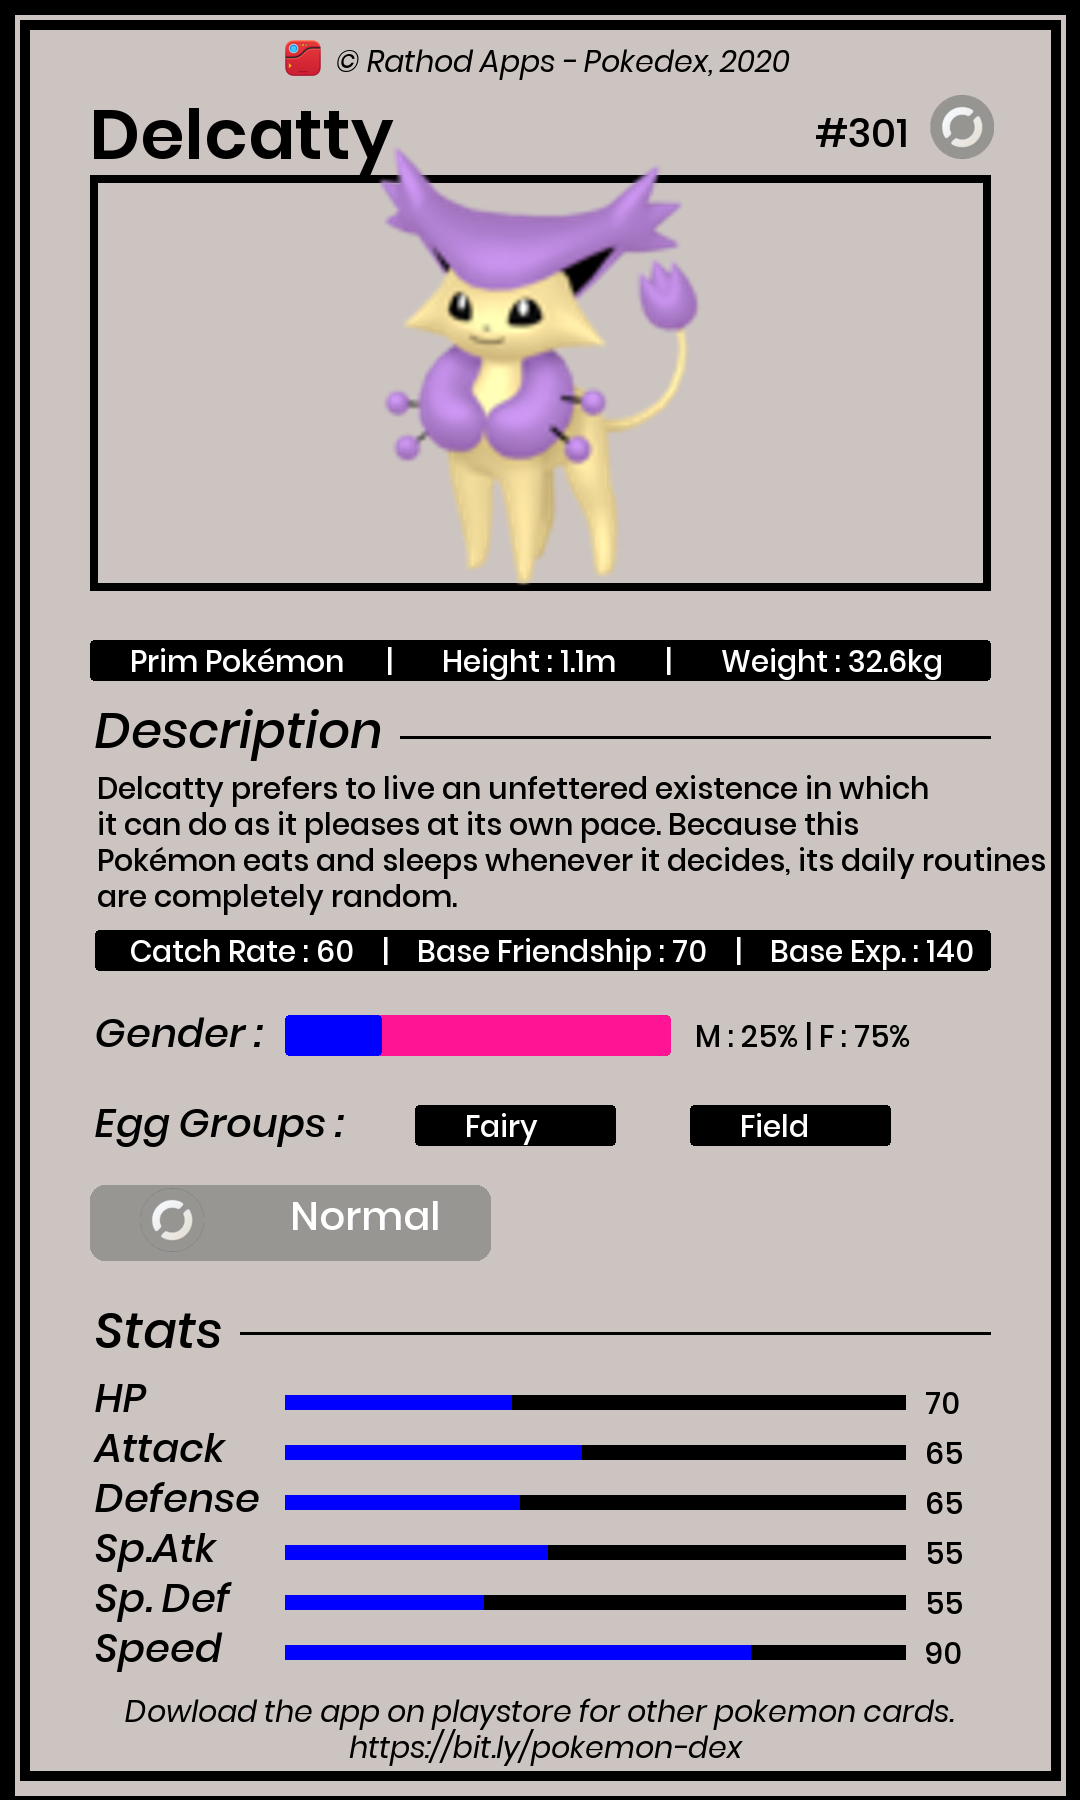 © Rathod Apps - Pokedex, 2020
Delcatty #301
Prim Pokémon | Height : 1.1m | Weight : 32.6kg
Description
Delcatty prefers to live an unfettered existence in which
it can do as it pleases at its own pace. Because this
Pokémon eats and sleeps whenever it decides, its daily routines
are completely random.
Catch Rate : 60 | Base Friendship : 70 | Base Exp. : 140
Gender : M : 25% | F : 75%
Egg Groups : Fairy Field
Normal
Stats
HP 70
Attack 65
Defense 65
Sp.Atk 55
Sp. Def 55
Speed 90
Dowload the app on playstore for other pokemon cards.
https://bit.ly/pokemon-dex